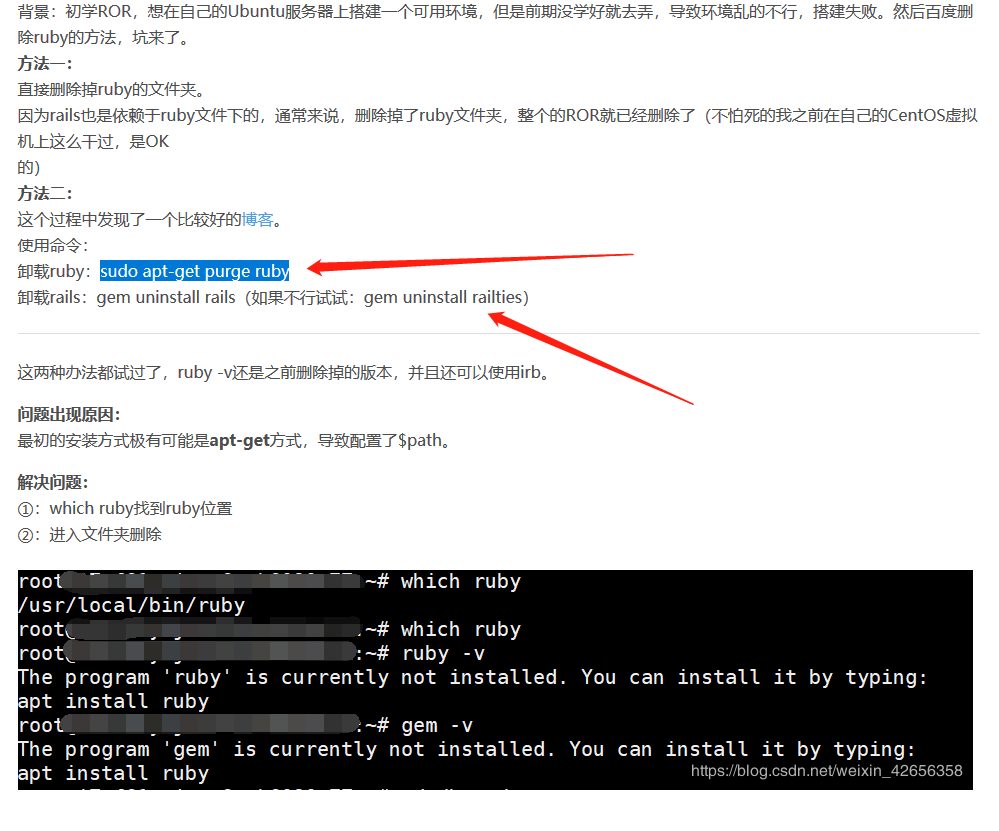 背景：初学ROR，想在自己的Ubuntu服务器上搭建一个可用环境，但是前期没学好就去弄，导致环境乱的不行，搭建失败。然后百度删
除ruby的方法，坑来了。
方法一：
直接删除掉ruby的文件夹。
因为rails也是依赖于ruby文件下的，通常来说，删除掉了ruby文件夹，整个的ROR就已经删除了（不怕死的我之前在自己的CentOS虚拟
机上这么干过，是OK
的）
方法二：
这个过程中发现了一个比较好的博客。
使用命令：
卸载ruby：sudo apt-get purge ruby
卸载rails：gem uninstall rails（如果不行试试：gem uninstall railties）
这两种办法都试过了，ruby -v还是之前删除掉的版本，并且还可以使用irb。
问题出现原因：
最初的安装方式极有可能是apt-get方式，导致配置了$path。
解决问题：
①：which ruby找到ruby位置
②：进入文件夹删除
root :~# which ruby
/usr/local/bin/ruby
root@ :~# which ruby
root@ :~# ruby -v
The program 'ruby' is currently not installed. You can install it by typing:
apt install ruby
root :~# gem -v
The program 'gem' is currently not installed. You can install it by typing:
apt install ruby
https://blog.csdn.net/weixin_42656358